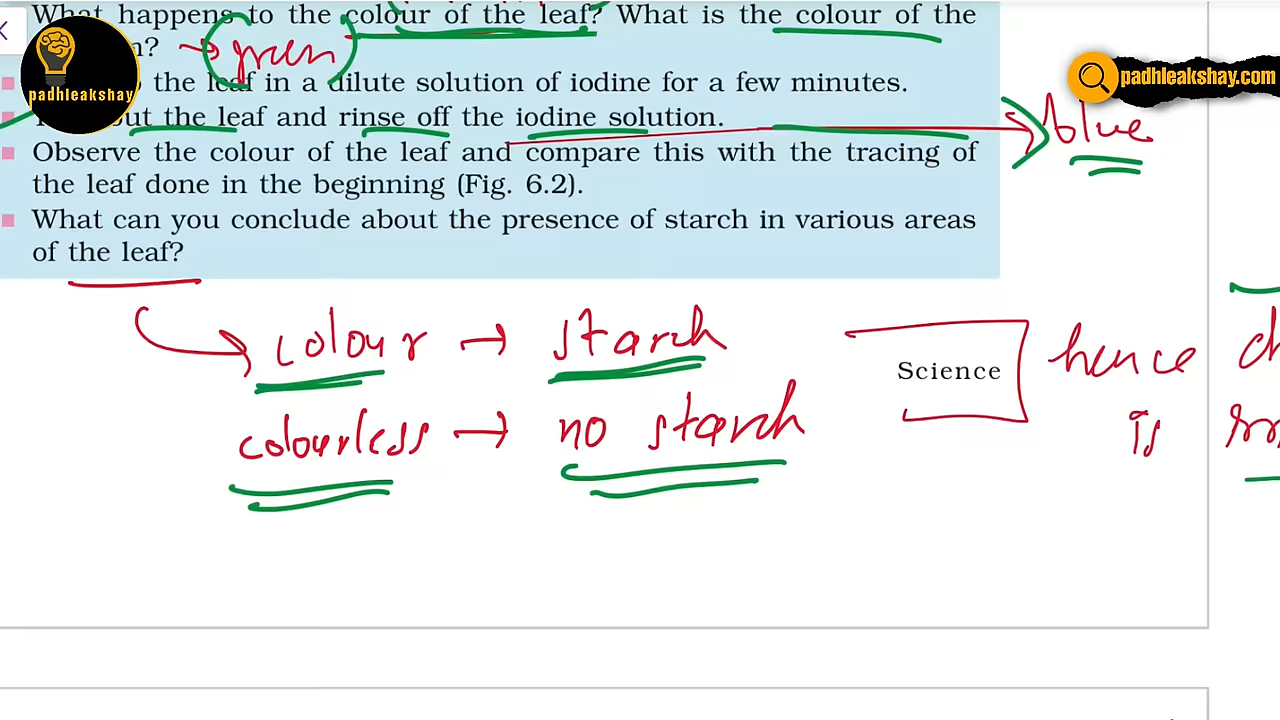 What happens to the colour of the leaf? What is the colour of the
n? → green
the leaf in a dilute solution of iodine for a few minutes.
out the leaf and rinse off the iodine solution.
blue
Observe the colour of the leaf and compare this with the tracing of
the leaf done in the beginning (Fig. 6.2).
What can you conclude about the presence of starch in various areas
of the leaf?
colour → starch
colourless → no starch
Science
hence
is
padhleakshay
padhleakshay.com